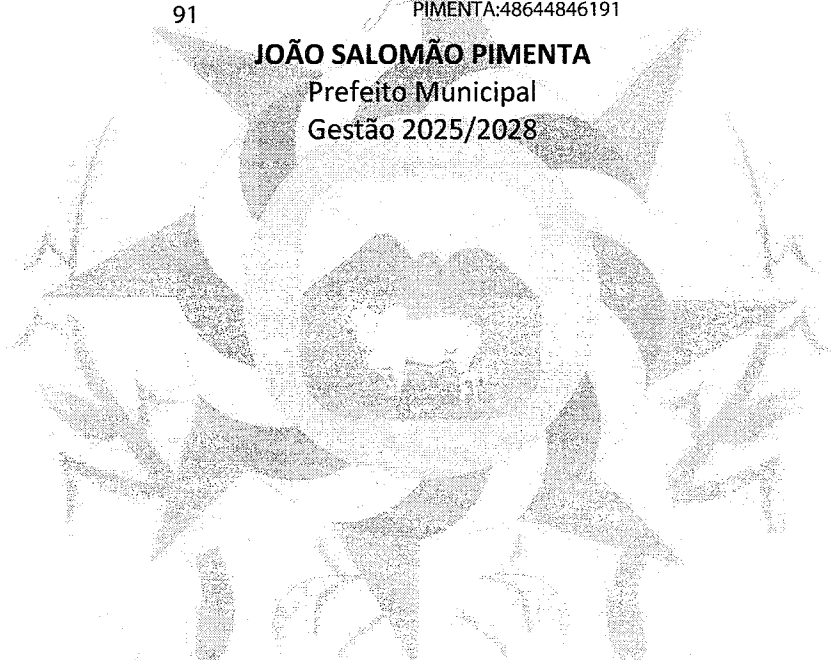 91 PIMENTA:48644846191
JOÃO SALOMÃO PIMENTA
Prefeito Municipal
Gestão 2025/2028